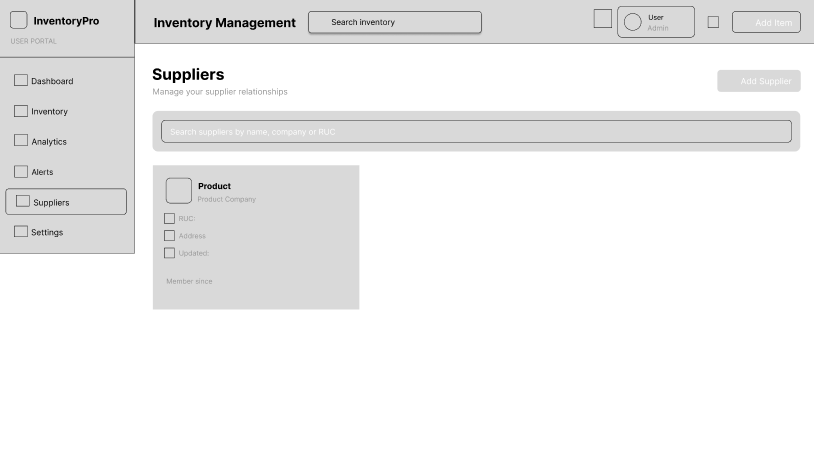 InventoryPro
USER PORTAL
Dashboard
Inventory
Analytics
Alerts
Suppliers
Settings
Inventory Management
Search inventory
User
Admin
Add Item
Suppliers
Manage your supplier relationships
Add Supplier
Search suppliers by name, company or RUC
Product
Product Company
RUC:
Address
Updated:
Member since